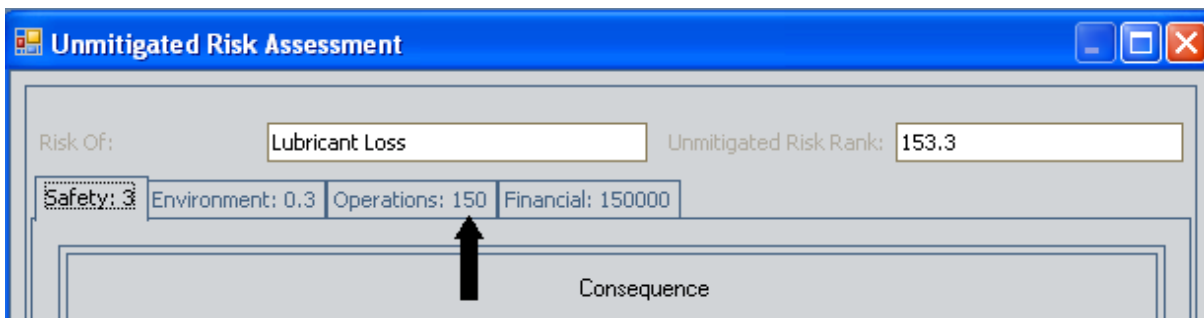 Unmitigated Risk Assessment
Risk Of: Lubricant Loss Unmitigated Risk Rank: 153.3
Safety: 3 Environment: 0.3 Operations: 150 Financial: 150000
Consequence